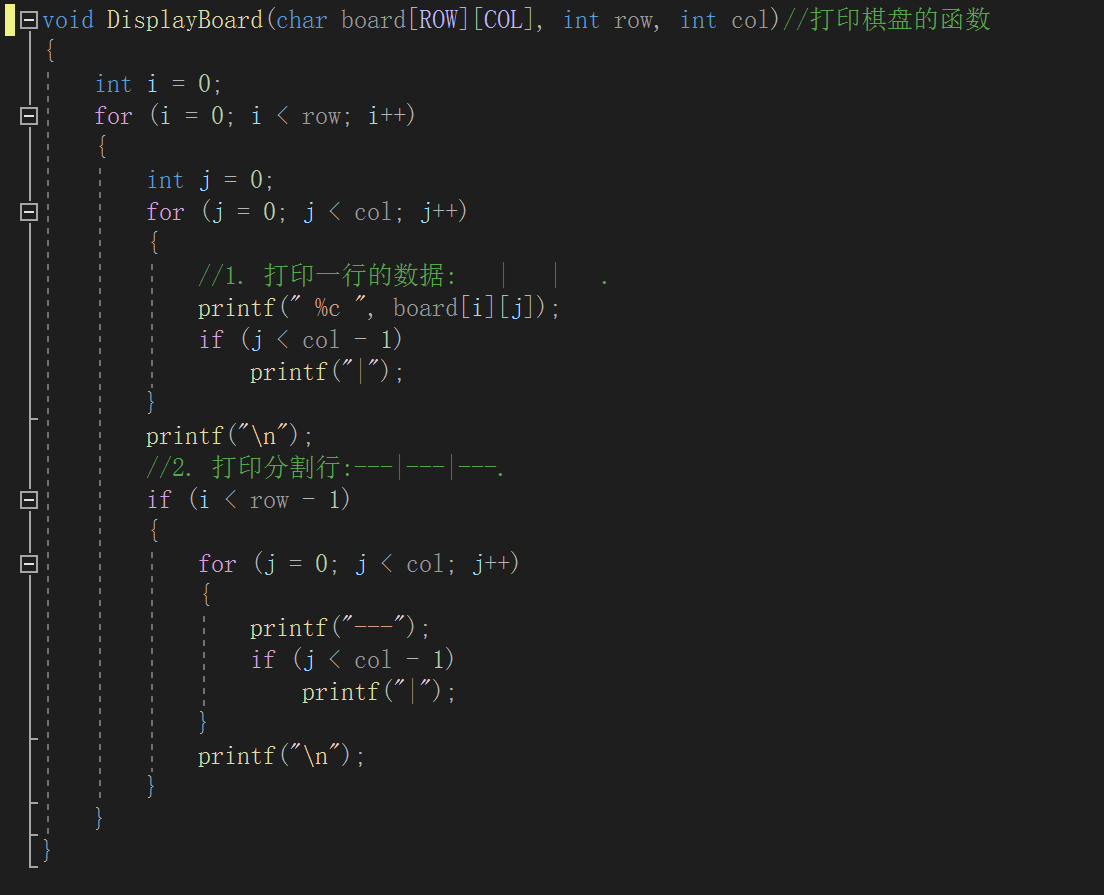 void DisplayBoard(char board[ROW][COL], int row, int col)//打印棋盘的函数
{
    int i = 0;
    for (i = 0; i < row; i++)
    {
        int j = 0;
        for (j = 0; j < col; j++)
        {
            //1. 打印一行的数据:   |   |   .
            printf(" %c ", board[i][j]);
            if (j < col - 1)
                printf("|");
        }
        printf("\n");
        //2. 打印分割行:---|---|---.
        if (i < row - 1)
        {
            for (j = 0; j < col; j++)
            {
                printf("---");
                if (j < col - 1)
                    printf("|");
            }
            printf("\n");
        }
    }
}